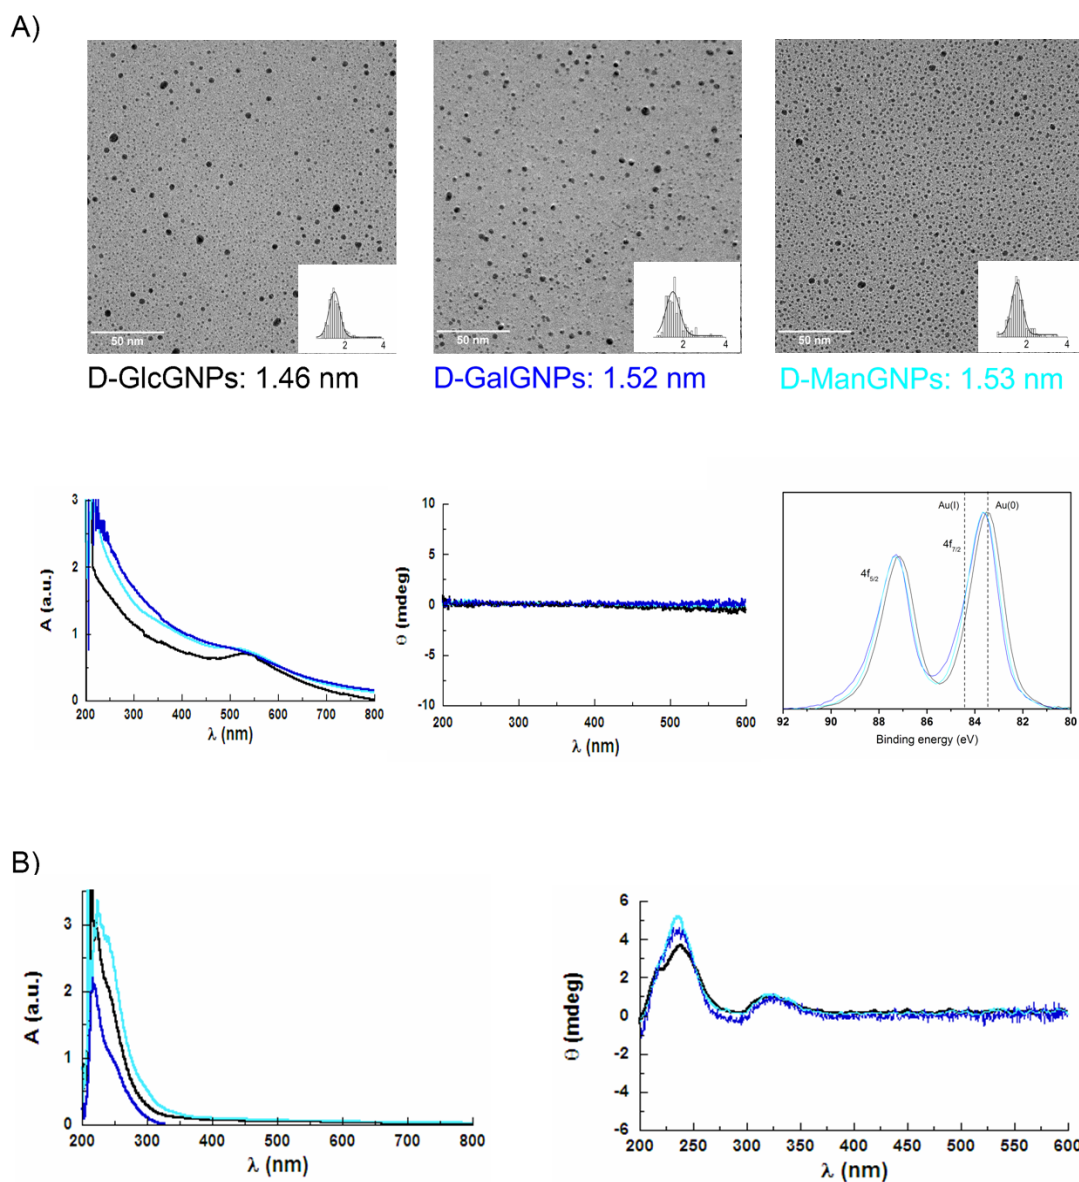 A)
50 nm
2 4
50 nm
2 4
50 nm
2 4
D-GlcGNPs: 1.46 nm
D-GalGNPs: 1.52 nm
D-ManGNPs: 1.53 nm
A (a.u.)
3
2
1
0
200 300 400 500 600 700 800
λ (nm)
Θ (mdeg)
10
5
0
-5
-10
200 300 400 500 600
λ (nm)
Au(I)
Au(0)
4f7/2
4f5/2
92 90 88 86 84 82 80
Binding energy (eV)
B)
A (a.u.)
3
2
1
0
200 300 400 500 600 700 800
λ (nm)
Θ (mdeg)
6
4
2
0
-2
-4
-6
200 250 300 350 400 450 500 550 600
λ (nm)